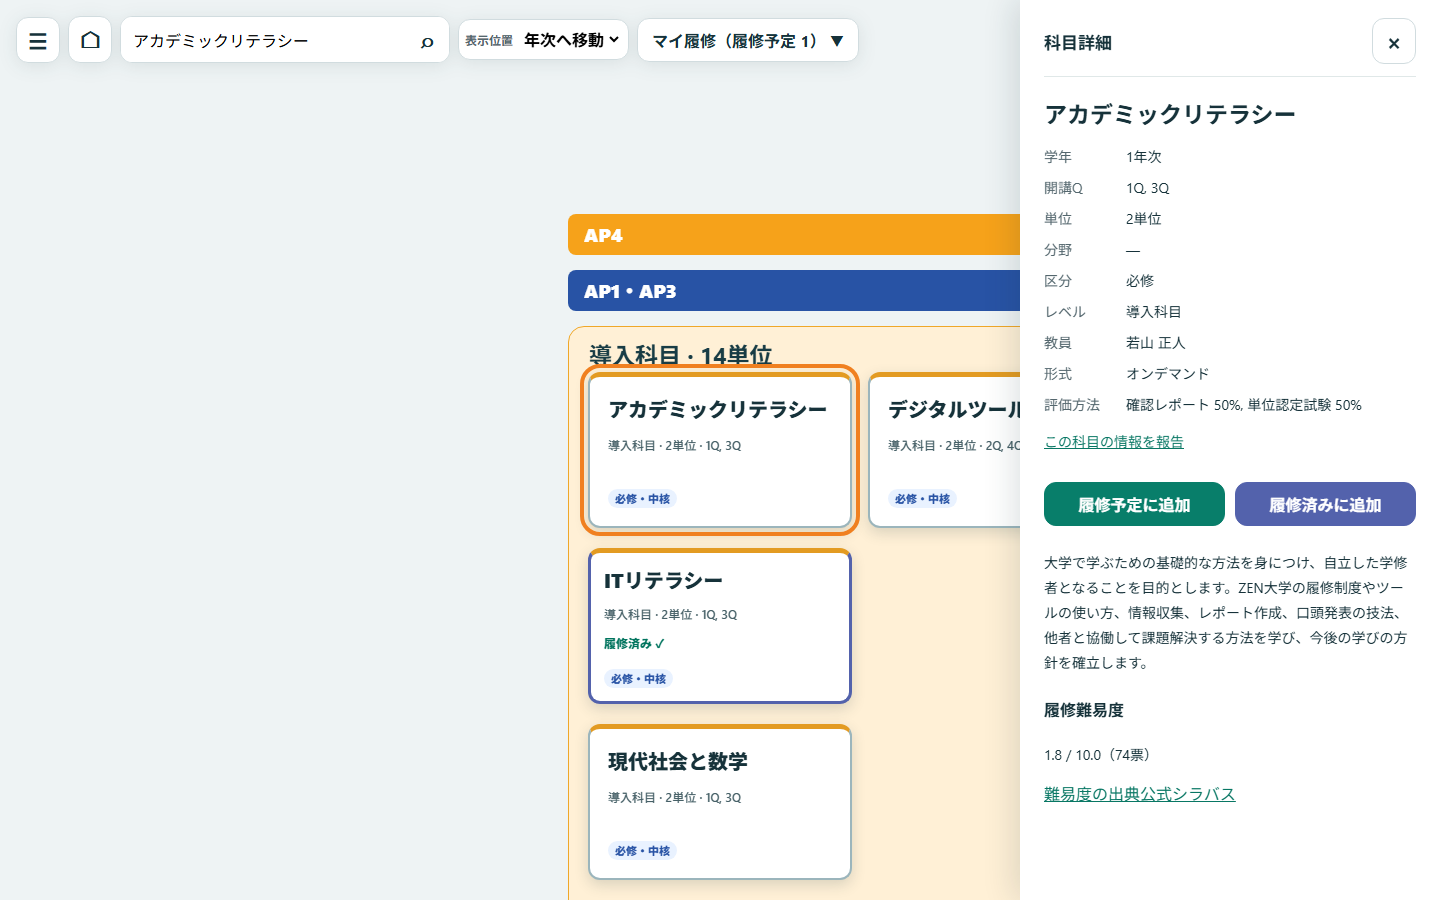 アカデミックリテラシー
表示位置 年次へ移動
マイ履修（履修予定 1） ▼
AP4
AP1・AP3
導入科目 · 14単位
アカデミックリテラシー
導入科目 · 2単位 · 1Q, 3Q
必修・中核
デジタルツール
導入科目 · 2単位 · 2Q, 4Q
必修・中核
ITリテラシー
導入科目 · 2単位 · 1Q, 3Q
履修済み ✓
必修・中核
現代社会と数学
導入科目 · 2単位 · 1Q, 3Q
必修・中核
科目詳細
×
アカデミックリテラシー
学年 1年次
開講Q 1Q, 3Q
単位 2単位
分野 —
区分 必修
レベル 導入科目
教員 若山 正人
形式 オンデマンド
評価方法 確認レポート 50%, 単位認定試験 50%
この科目の情報を報告
履修予定に追加
履修済みに追加
大学で学ぶための基礎的な方法を身につけ、自立した学修
者となることを目的とします。ZEN大学の履修制度やツー
ルの使い方、情報収集、レポート作成、口頭発表の技法、
他者と協働して課題解決する方法を学び、今後の学びの方
針を確立します。
履修難易度
1.8 / 10.0（74票）
難易度の出典公式シラバス